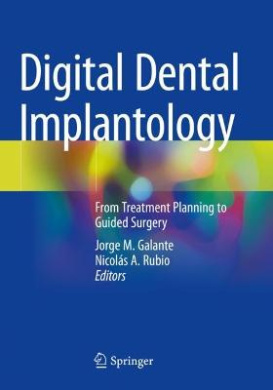 Digital Dental
Implantology
From Treatment Planning to
Guided Surgery
Jorge M. Galante
Nicolás A. Rubio
Editors
Springer